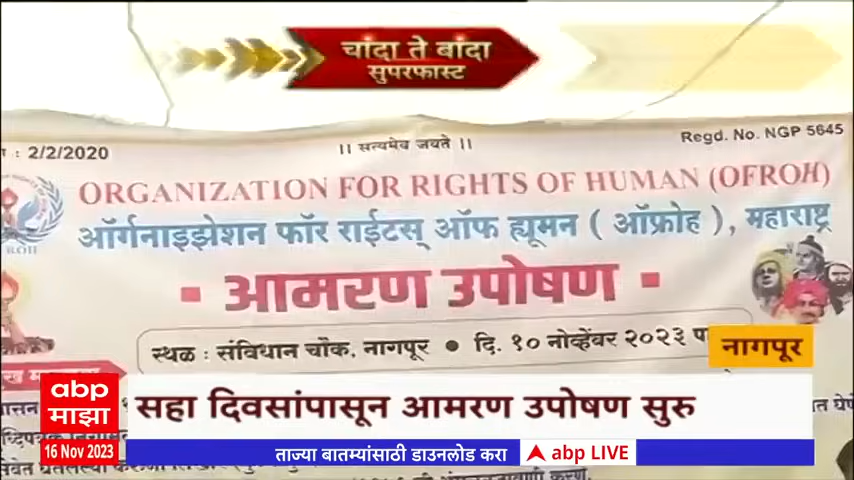 चांदा ते बांदा
सुपरफास्ट
: 2/2/2020
|| सत्यमेव जयते ||
Regd. No. NGP 5645
ORGANIZATION FOR RIGHTS OF HUMAN (OFROH)
ऑर्गनाइझेशन फॉर राईटस् ऑफ ह्यूमन ( ऑफ्रोह ), महाराष्ट्र
आमरण उपोषण
स्थळ : संविधान चौक, नागपूर • दि. १० नोव्हेंबर २०२३
नागपूर
abp
माझा
सहा दिवसांपासून आमरण उपोषण सुरु
16 Nov 2023
ताज्या बातम्यांसाठी डाउनलोड करा
abp LIVE